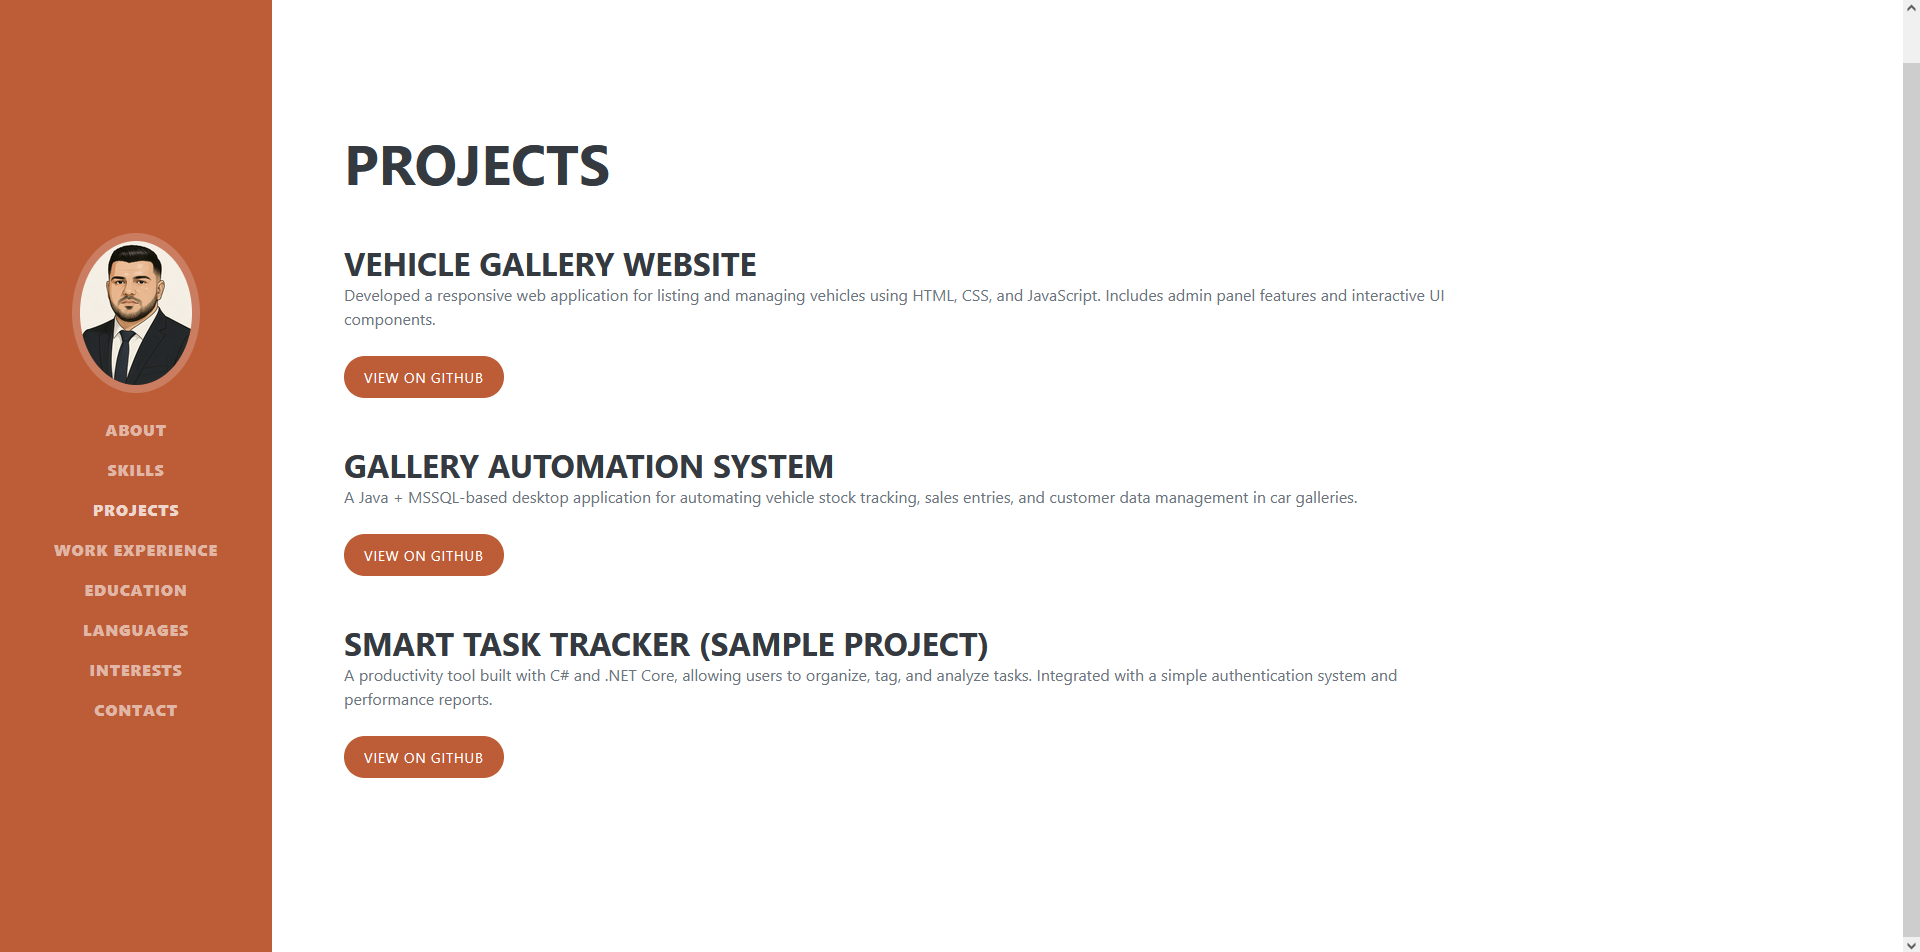 ABOUT
SKILLS
PROJECTS
WORK EXPERIENCE
EDUCATION
LANGUAGES
INTERESTS
CONTACT
PROJECTS
VEHICLE GALLERY WEBSITE
Developed a responsive web application for listing and managing vehicles using HTML, CSS, and JavaScript. Includes admin panel features and interactive UI
components.
VIEW ON GITHUB
GALLERY AUTOMATION SYSTEM
A Java + MSSQL-based desktop application for automating vehicle stock tracking, sales entries, and customer data management in car galleries.
VIEW ON GITHUB
SMART TASK TRACKER (SAMPLE PROJECT)
A productivity tool built with C# and .NET Core, allowing users to organize, tag, and analyze tasks. Integrated with a simple authentication system and
performance reports.
VIEW ON GITHUB